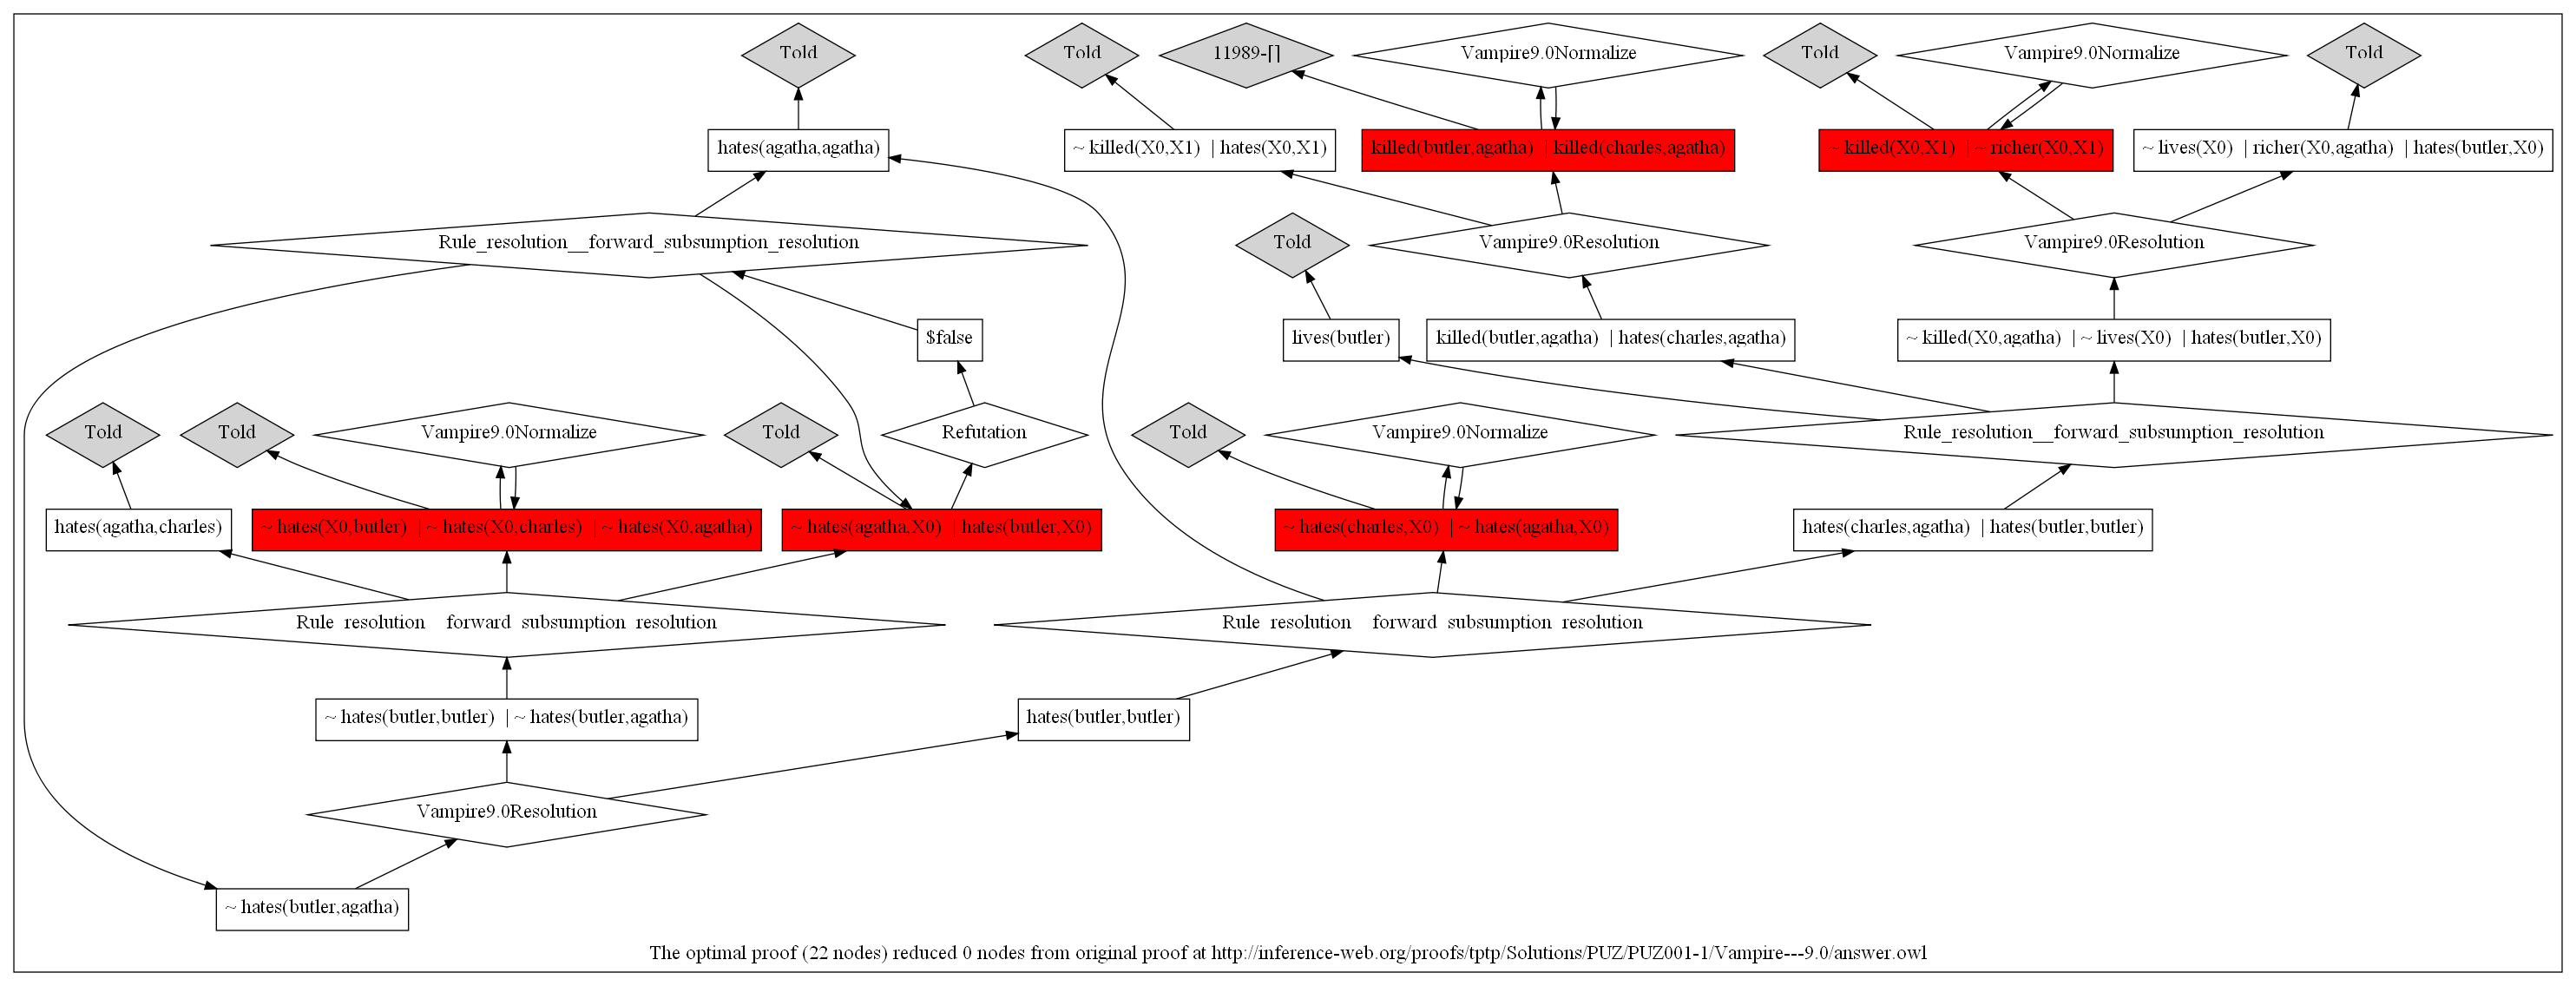 Told
Told
11989-[]
Vampire9.0Normalize
Told
Vampire9.0Normalize
Told
hates(agatha,agatha)
~ killed(X0,X1) | hates(X0,X1)
killed(butler,agatha) | killed(charles,agatha)
~ killed(X0,X1) | ~ richer(X0,X1)
~ lives(X0) | richer(X0,agatha) | hates(butler,X0)
Rule_resolution__forward_subsumption_resolution
Told
Vampire9.0Resolution
Vampire9.0Resolution
$false
lives(butler)
killed(butler,agatha) | hates(charles,agatha)
~ killed(X0,agatha) | ~ lives(X0) | hates(butler,X0)
Told
Told
Vampire9.0Normalize
Told
Refutation
Told
Vampire9.0Normalize
Rule_resolution__forward_subsumption_resolution
hates(agatha,charles)
~ hates(X0,butler) | ~ hates(X0,charles) | ~ hates(X0,agatha)
~ hates(agatha,X0) | hates(butler,X0)
~ hates(charles,X0) | ~ hates(agatha,X0)
hates(charles,agatha) | hates(butler,butler)
Rule resolution  forward subsumption resolution
Rule resolution  forward subsumption resolution
~ hates(butler,butler) | ~ hates(butler,agatha)
hates(butler,butler)
Vampire9.0Resolution
~ hates(butler,agatha)
The optimal proof (22 nodes) reduced 0 nodes from original proof at http://inference-web.org/proofs/tptp/Solutions/PUZ/PUZ001-1/Vampire---9.0/answer.owl